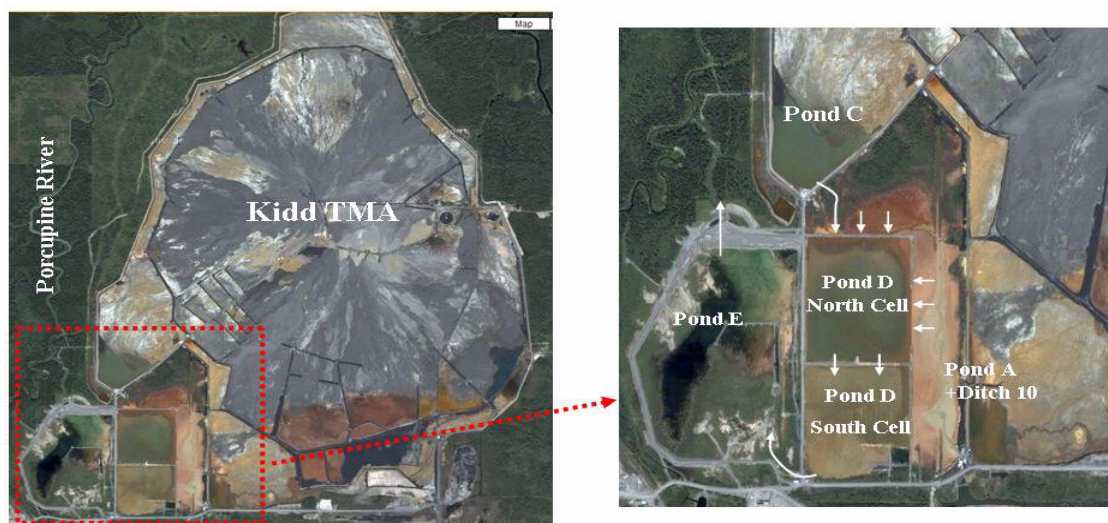 Map
Porcupine River
Kidd TMA
Pond C
Pond D
North Cell
Pond E
Pond A
+Ditch 10
Pond D
South Cell